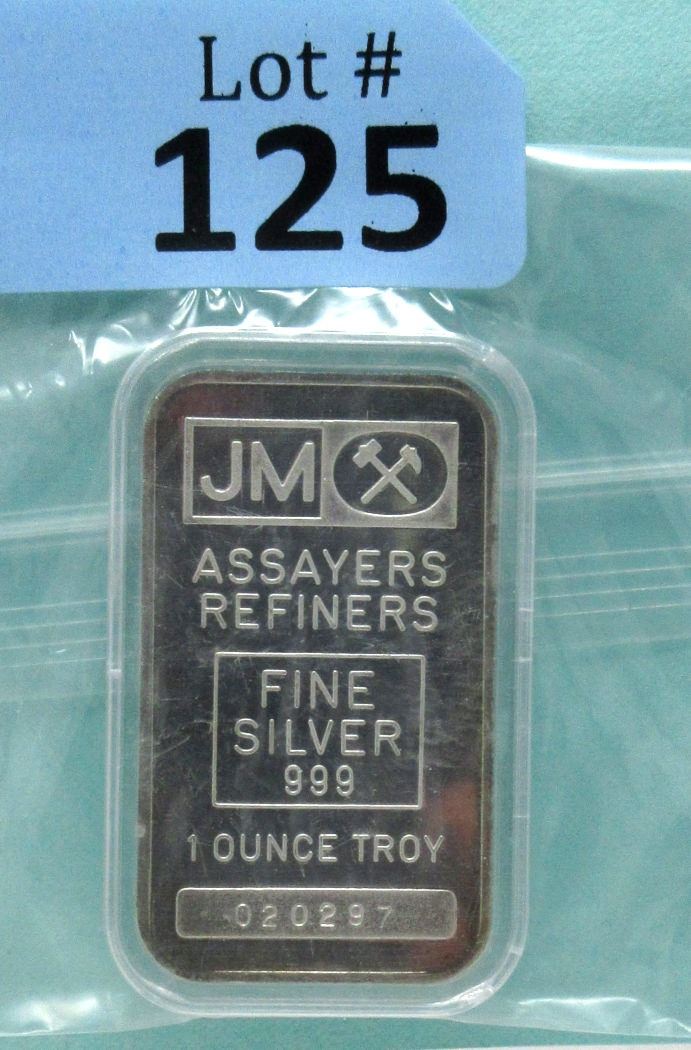 Lot #
125
JM
ASSAYERS
REFINERS
FINE
SILVER
999
1 OUNCE TROY
020297